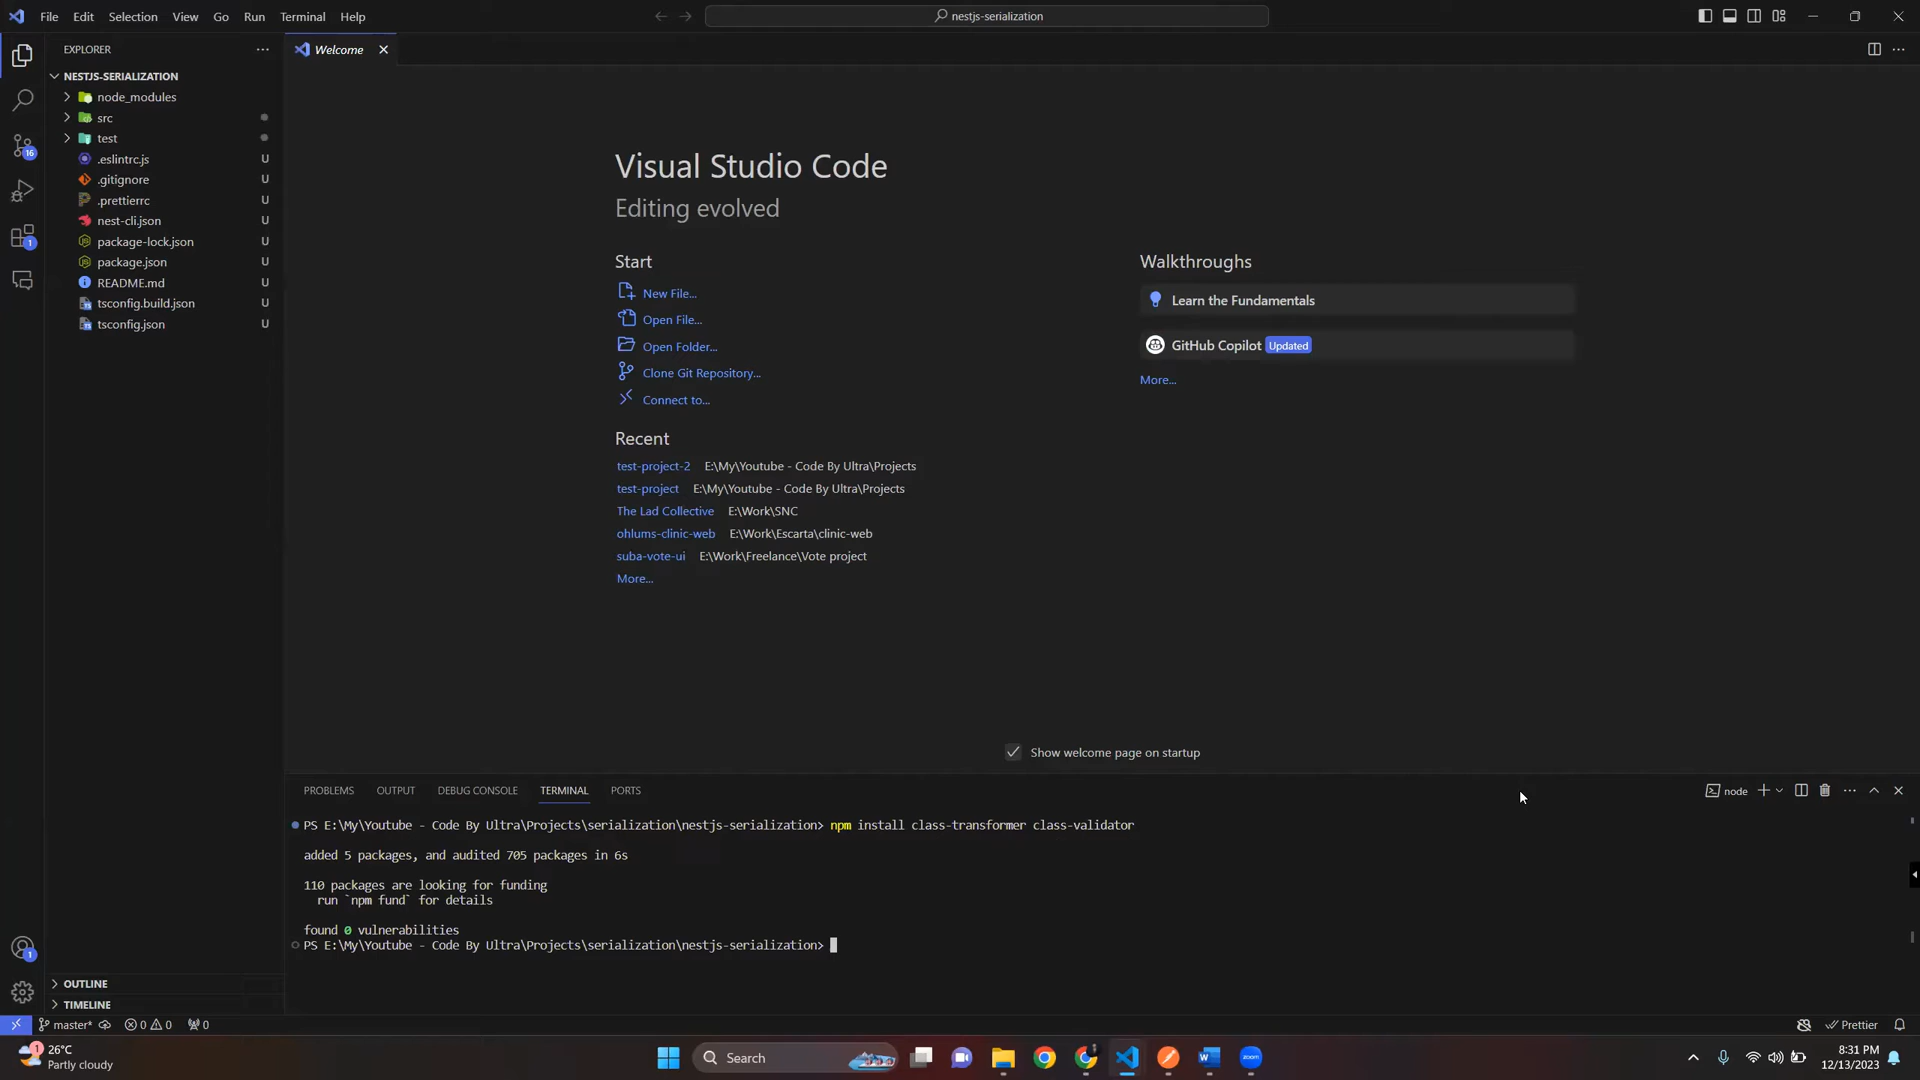 File Edit Selection View Go Run Terminal Help
nestjs-serialization
EXPLORER
Welcome
NESTJS-SERIALIZATION
node_modules
src
test
.eslintrc.js U
.gitignore U
.prettierrc U
nest-cli.json U
package-lock.json U
package.json U
README.md U
tsconfig.build.json U
tsconfig.json U
16
1
Visual Studio Code
Editing evolved
Start
New File...
Open File...
Open Folder...
Clone Git Repository...
Connect to...
Recent
test-project-2 E:\My\Youtube - Code By Ultra\Projects
test-project E:\My\Youtube - Code By Ultra\Projects
The Lad Collective E:\Work\SNC
ohlums-clinic-web E:\Work\Escarta\clinic-web
suba-vote-ui E:\Work\Freelance\Vote project
More...
Walkthroughs
Learn the Fundamentals
GitHub Copilot Updated
More...
Show welcome page on startup
PROBLEMS OUTPUT DEBUG CONSOLE TERMINAL PORTS
node
PS E:\My\Youtube - Code By Ultra\Projects\serialization\nestjs-serialization> npm install class-transformer class-validator
added 5 packages, and audited 705 packages in 6s
110 packages are looking for funding
run `npm fund` for details
found 0 vulnerabilities
PS E:\My\Youtube - Code By Ultra\Projects\serialization\nestjs-serialization>
1
OUTLINE
TIMELINE
master* 0 0 0
Prettier
1
26°C
Partly cloudy
Search
zoom
8:31 PM
12/13/2023